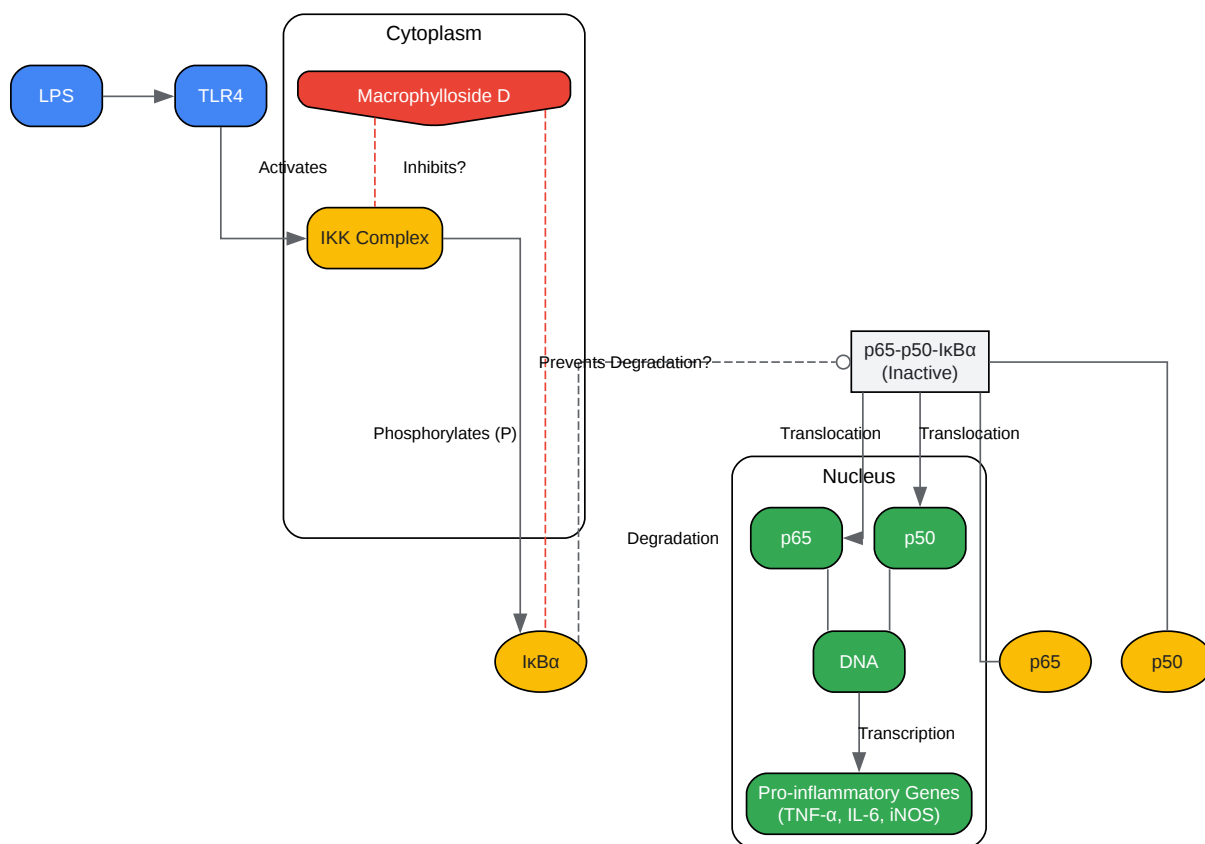 Cytoplasm
LPS
TLR4
Macrophylloside D
Activates
Inhibits?
IKK Complex
Prevents Degradation?
p65-p50-IκBα
(Inactive)
Phosphorylates (P)
Translocation
Translocation
Nucleus
Degradation
p65
p50
IκBα
DNA
p65
p50
Transcription
Pro-inflammatory Genes
(TNF-α, IL-6, iNOS)